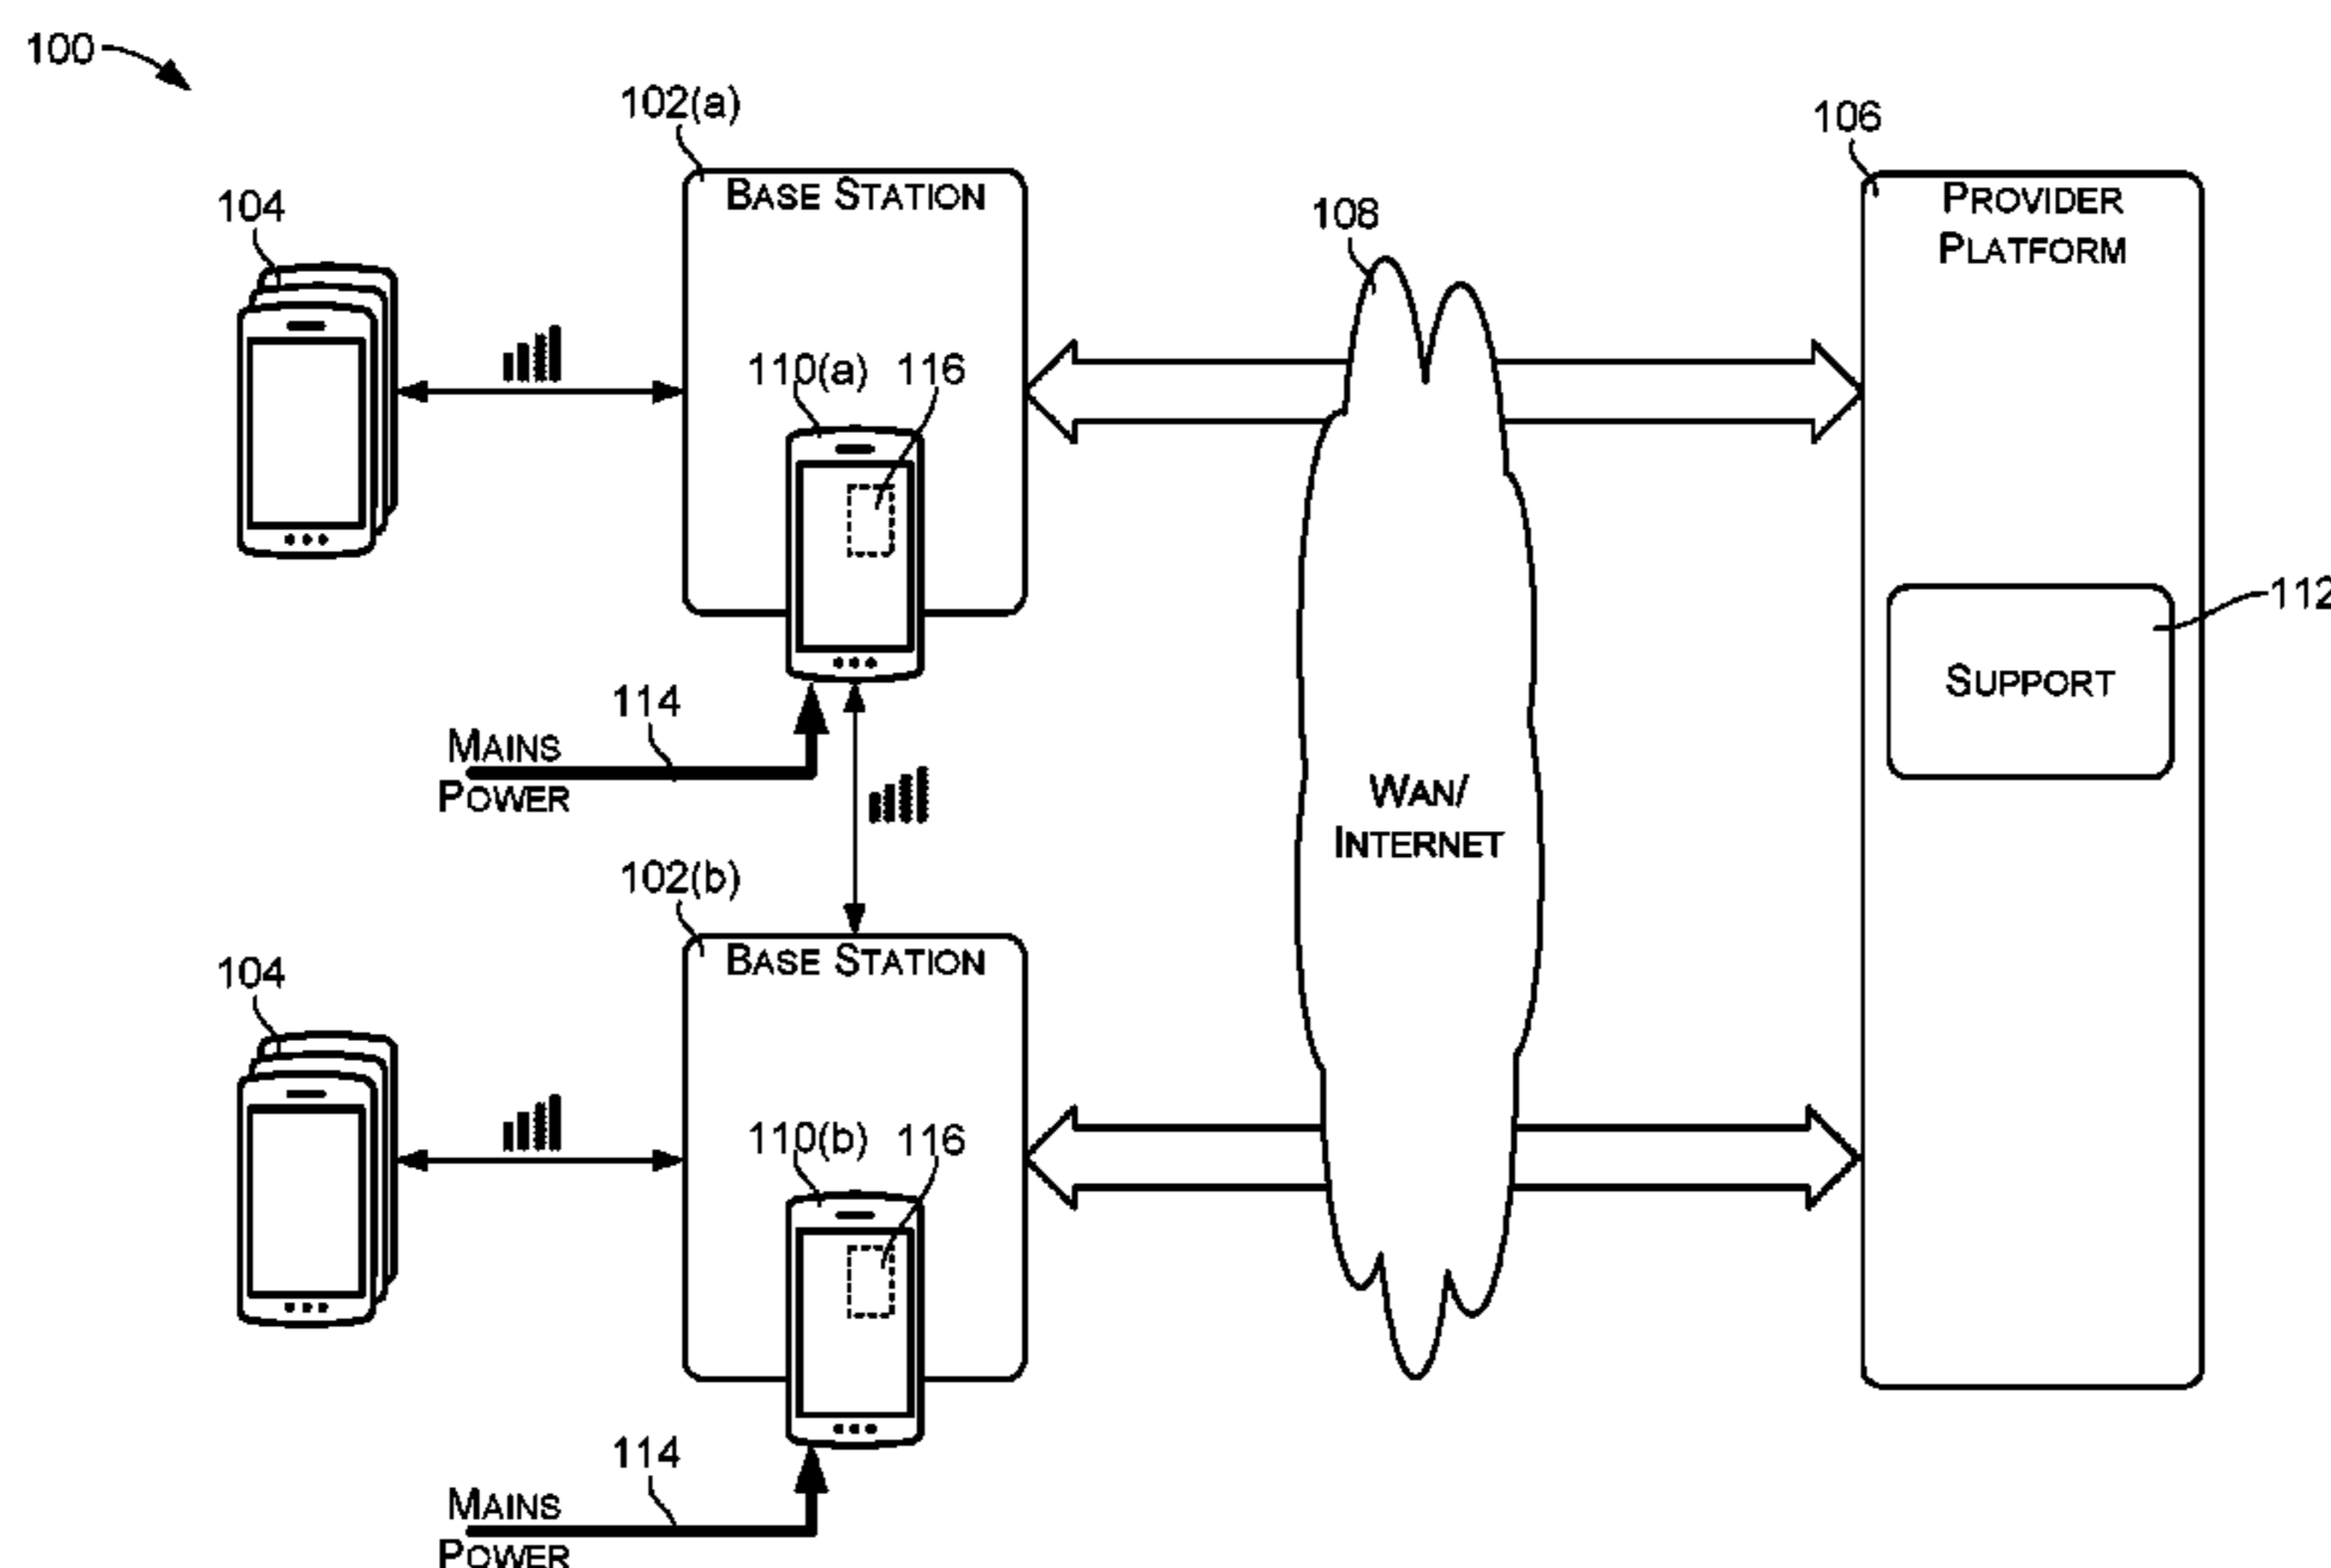 100
102(a)
106
BASE STATION
PROVIDER
PLATFORM
104
108
110(a)
116
112
SUPPORT
114
MAINS
POWER
WAN/
INTERNET
102(b)
BASE STATION
104
110(b)
116
114
MAINS
POWER